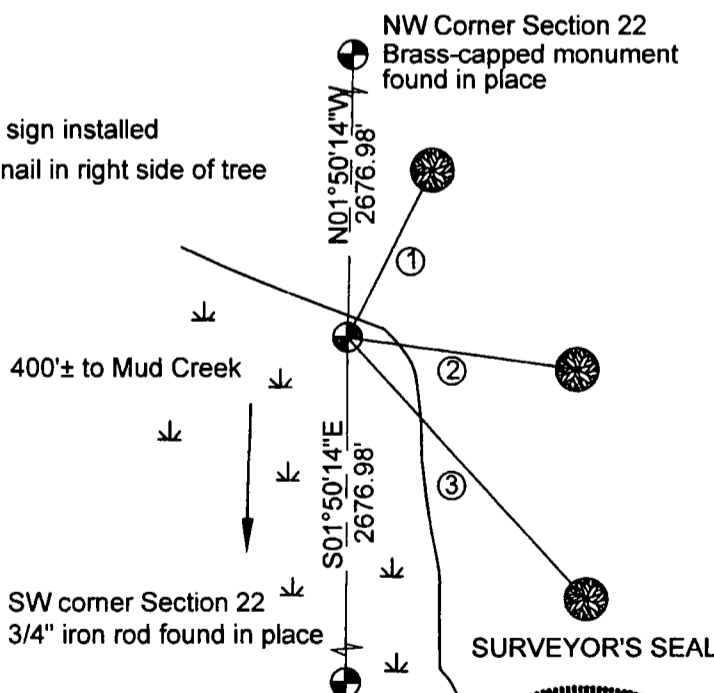 NW Corner Section 22
Brass-capped monument
found in place
sign installed
nail in right side of tree
N01°50'14"W
2676.98'
1
400'± to Mud Creek
2
S01°50'14"E
2676.98'
3
SW corner Section 22
3/4" iron rod found in place
SURVEYOR'S SEAL